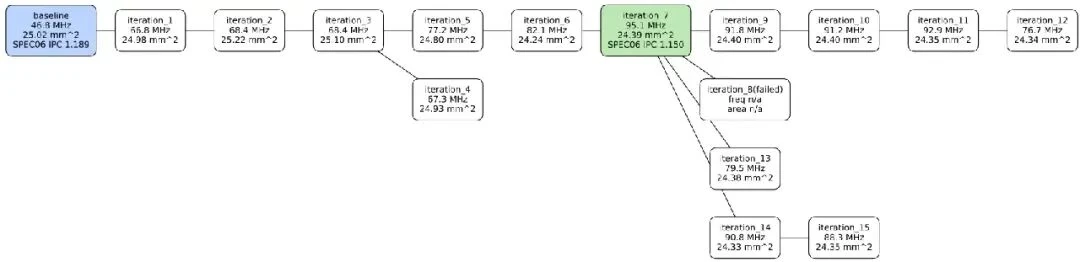 baseline
46.8 MHz
25.02 mm^2
SPEC06 IPC 1.189
iteration_1
66.8 MHz
24.98 mm^2
iteration_2
68.4 MHz
25.22 mm^2
iteration_3
68.4 MHz
25.10 mm^2
iteration_5
77.2 MHz
24.80 mm^2
iteration_6
82.1 MHz
24.24 mm^2
iteration_7
95.1 MHz
24.39 mm^2
SPEC06 IPC 1.150
iteration_9
91.8 MHz
24.40 mm^2
iteration_10
91.2 MHz
24.40 mm^2
iteration_11
92.9 MHz
24.35 mm^2
iteration_12
76.7 MHz
24.34 mm^2
iteration_4
67.3 MHz
24.93 mm^2
iteration_8(failed)
freq n/a
area n/a
iteration_13
79.5 MHz
24.38 mm^2
iteration_14
90.8 MHz
24.33 mm^2
iteration_15
88.3 MHz
24.35 mm^2